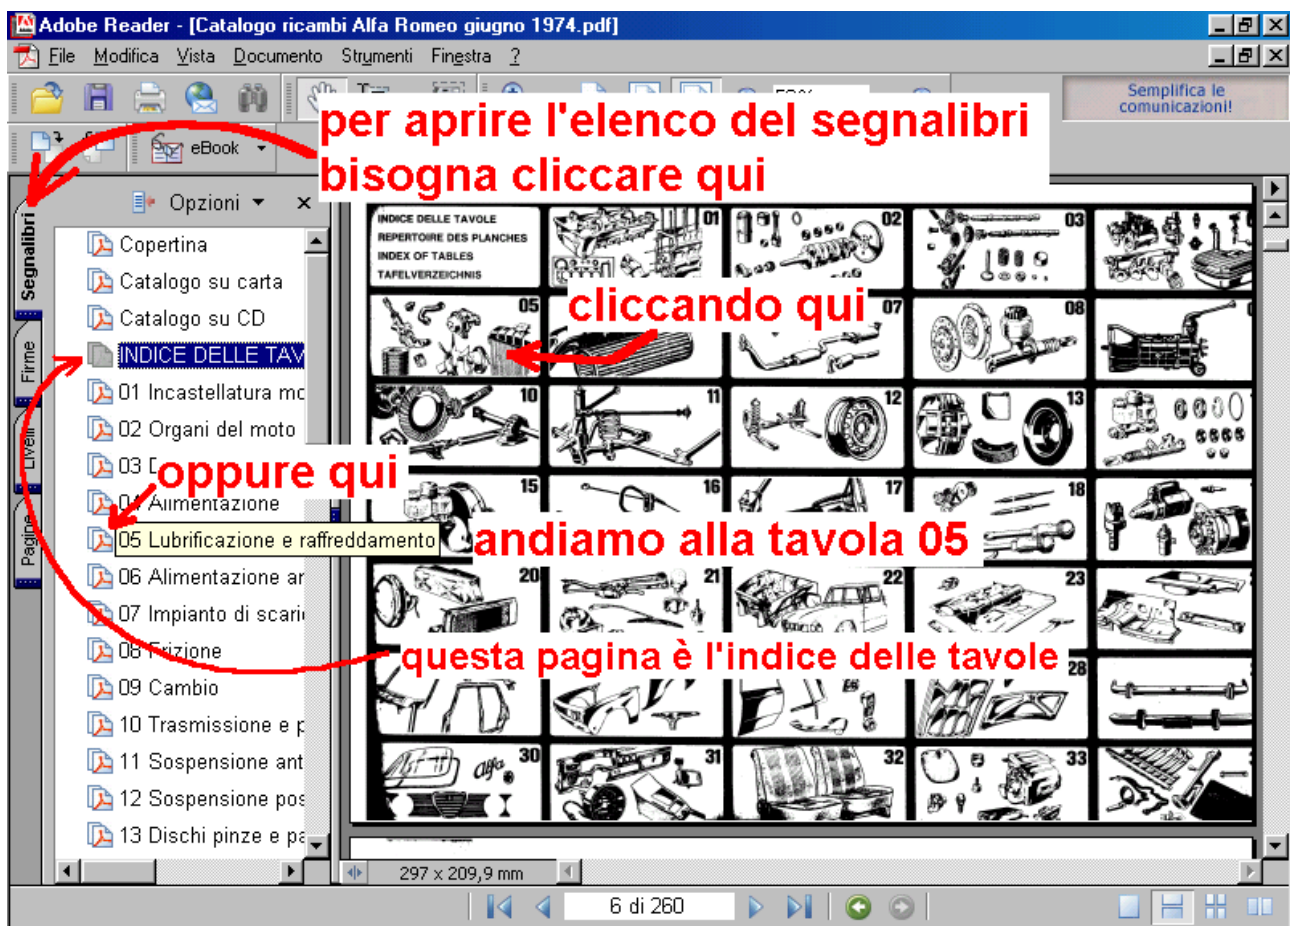 Adobe Reader - [Catalogo ricambi Alfa Romeo giugno 1974.pdf]
File Modifica Vista Documento Strumenti Finestra ?
Semplifica le
comunicazioni!
per aprire l'elenco del segnalibri
bisogna cliccare qui
eBook
Opzioni
Segnalibri
Firme
Livelli
Pagine
Copertina
Catalogo su carta
Catalogo su CD
INDICE DELLE TAV
01 Incastellatura mo
02 Organi del moto
03
oppure qui
04 Alimentazione
05 Lubrificazione e raffreddamento
06 Alimentazione ar
07 Impianto di scari
08 Frizione
09 Cambio
10 Trasmissione e p
11 Sospensione ant
12 Sospensione pos
13 Dischi pinze e pa
INDICE DELLE TAVOLE
REPERTOIRE DES PLANCHES
INDEX OF TABLES
TAFELVERZEICHNIS
01 02 03
cliccando qui
05 07 08
10 11 12 13
15 16 17 18
andiamo alla tavola 05
20 21 22 23
questa pagina è l'indice delle tavole
28
30 31 32 33
Alfa
297 x 209,9 mm
6 di 260